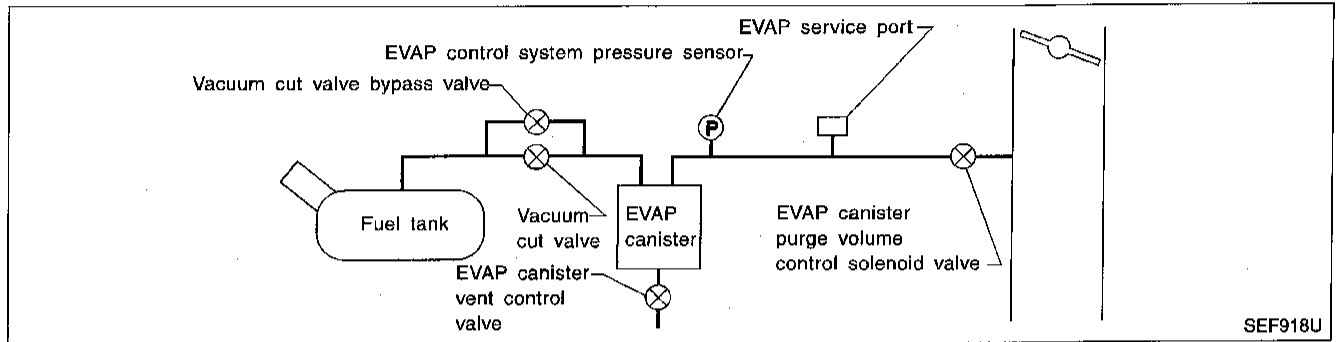 EVAP service port
EVAP control system pressure sensor
Vacuum cut valve bypass valve
P
Fuel tank
Vacuum
cut valve
EVAP
canister
EVAP canister
purge volume
control solenoid valve
EVAP canister
vent control
valve
SEF918U